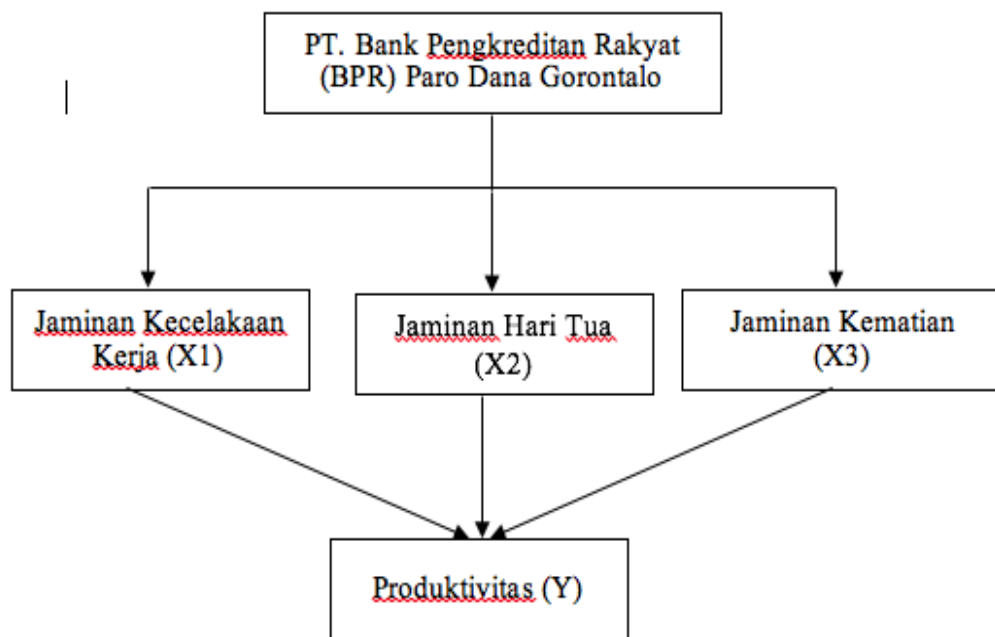 PT. Bank Pengkreditan Rakyat
(BPR) Paro Dana Gorontalo
Jaminan Kecelakaan
Kerja (X1)
Jaminan Hari Tua
(X2)
Jaminan Kematian
(X3)
Produktivitas (Y)